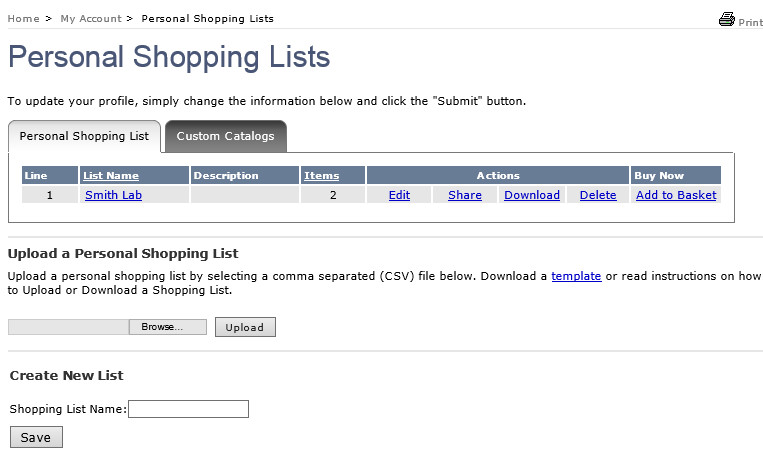 Home > My Account > Personal Shopping Lists Print
Personal Shopping Lists
To update your profile, simply change the information below and click the "Submit" button.
Personal Shopping List Custom Catalogs
Line List Name Description Items Actions Buy Now
1 Smith Lab 2 Edit Share Download Delete Add to Basket
Upload a Personal Shopping List
Upload a personal shopping list by selecting a comma separated (CSV) file below. Download a template or read instructions on how
to Upload or Download a Shopping List.
Browse... Upload
Create New List
Shopping List Name:
Save